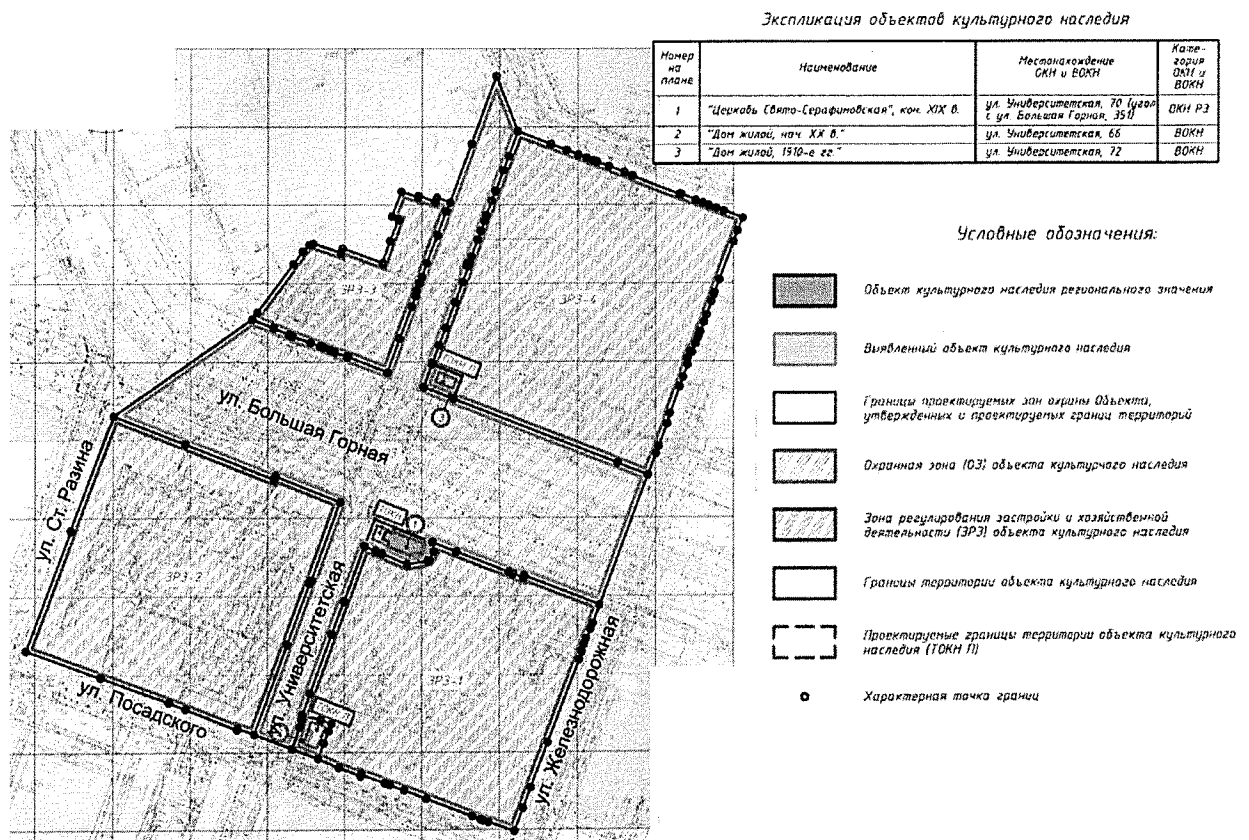 Экспликация объектов культурного наследия
Номер на плане
Наименование
Местонахождение ОКН и ВОКН
Кате-гория ОКН и ВОКН
1 "Церковь Свято-Серафимовская", кон. XIX в. ул. Университетская, 70 (угол с ул. Большая Горная, 351) ОКН РЗ
2 "Дом жилой, нач. XX в." ул. Университетская, 66 ВОКН
3 "Дом жилой, 1910-е гг." ул. Университетская, 72 ВОКН
Условные обозначения:
Объект культурного наследия регионального значения
Выявленный объект культурного наследия
Границы проектируемых зон охраны Объекта,
утвержденных и проектируемых границ территорий
Охранная зона (ОЗ) объекта культурного наследия
Зона регулирования застройки и хозяйственной
деятельности (ЗРЗ) объекта культурного наследия
Границы территории объекта культурного наследия
Проектируемые границы территории объекта культурного
наследия (ТОКН П)
Характерная точка границ
ЗРЗ-3
ЗРЗ-4
3
ул. Большая Горная
ул. Ст. Разина
1
ЗРЗ-2
ул. Университетская
ЗРЗ-1
ул. Железнодорожная
ул. Посадского